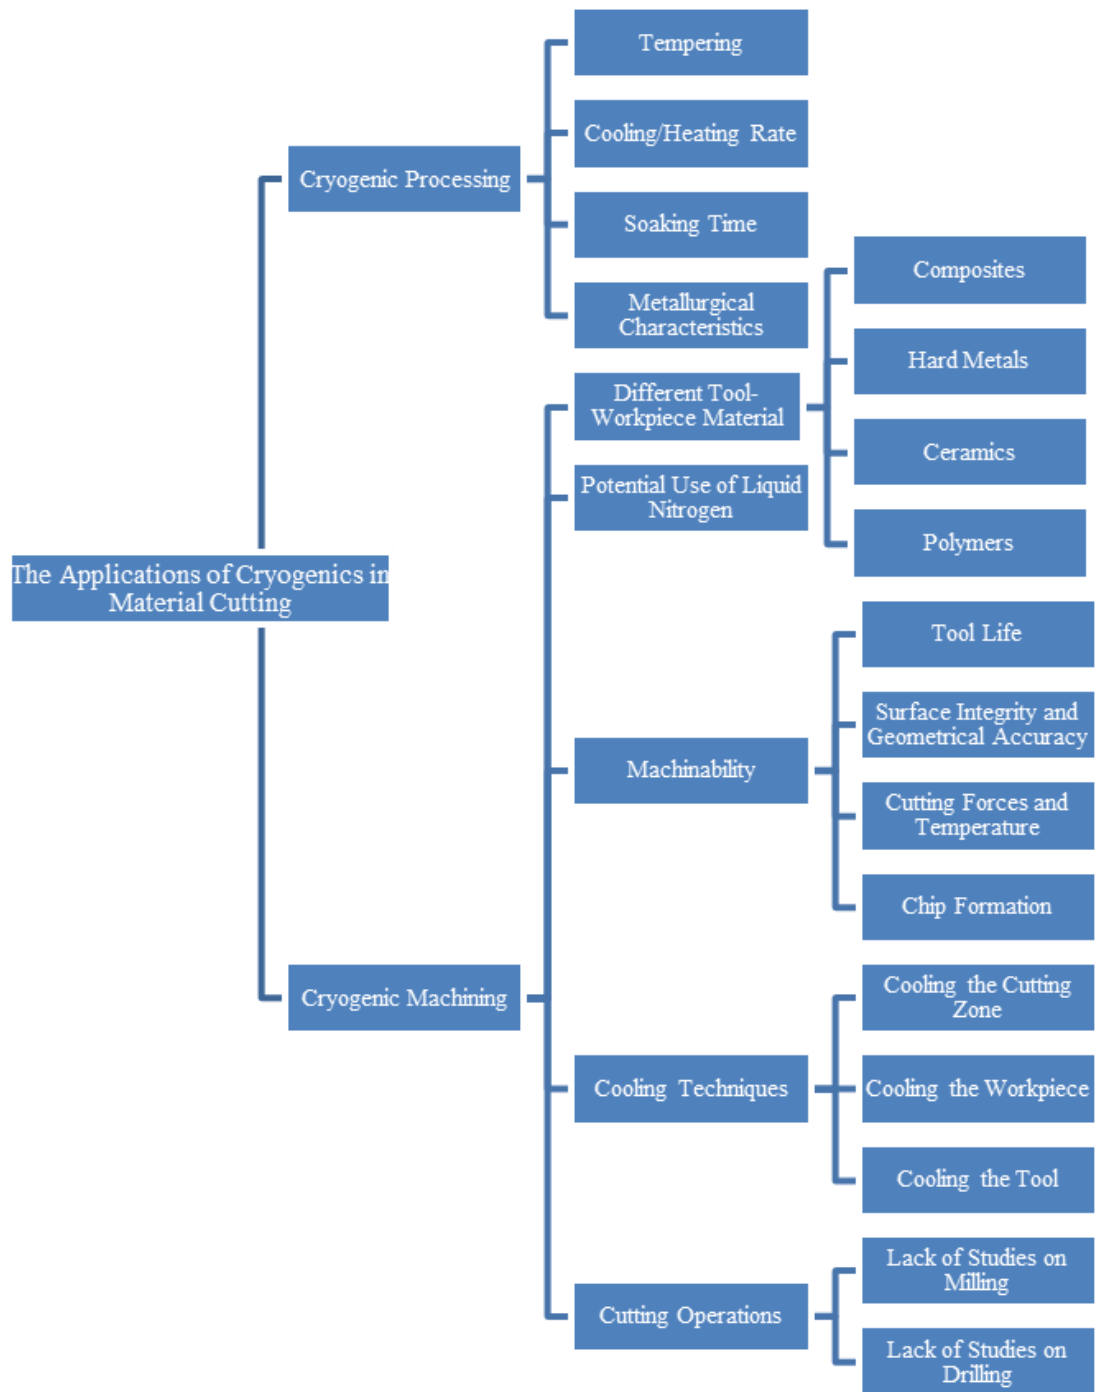 The Applications of Cryogenics in
Material Cutting
Cryogenic Processing
Tempering
Cooling/Heating Rate
Soaking Time
Metallurgical
Characteristics
Cryogenic Machining
Different Tool-
Workpiece Material
Composites
Hard Metals
Ceramics
Polymers
Potential Use of Liquid
Nitrogen
Machinability
Tool Life
Surface Integrity and
Geometrical Accuracy
Cutting Forces and
Temperature
Chip Formation
Cooling Techniques
Cooling the Cutting
Zone
Cooling the Workpiece
Cooling the Tool
Cutting Operations
Lack of Studies on
Milling
Lack of Studies on
Drilling